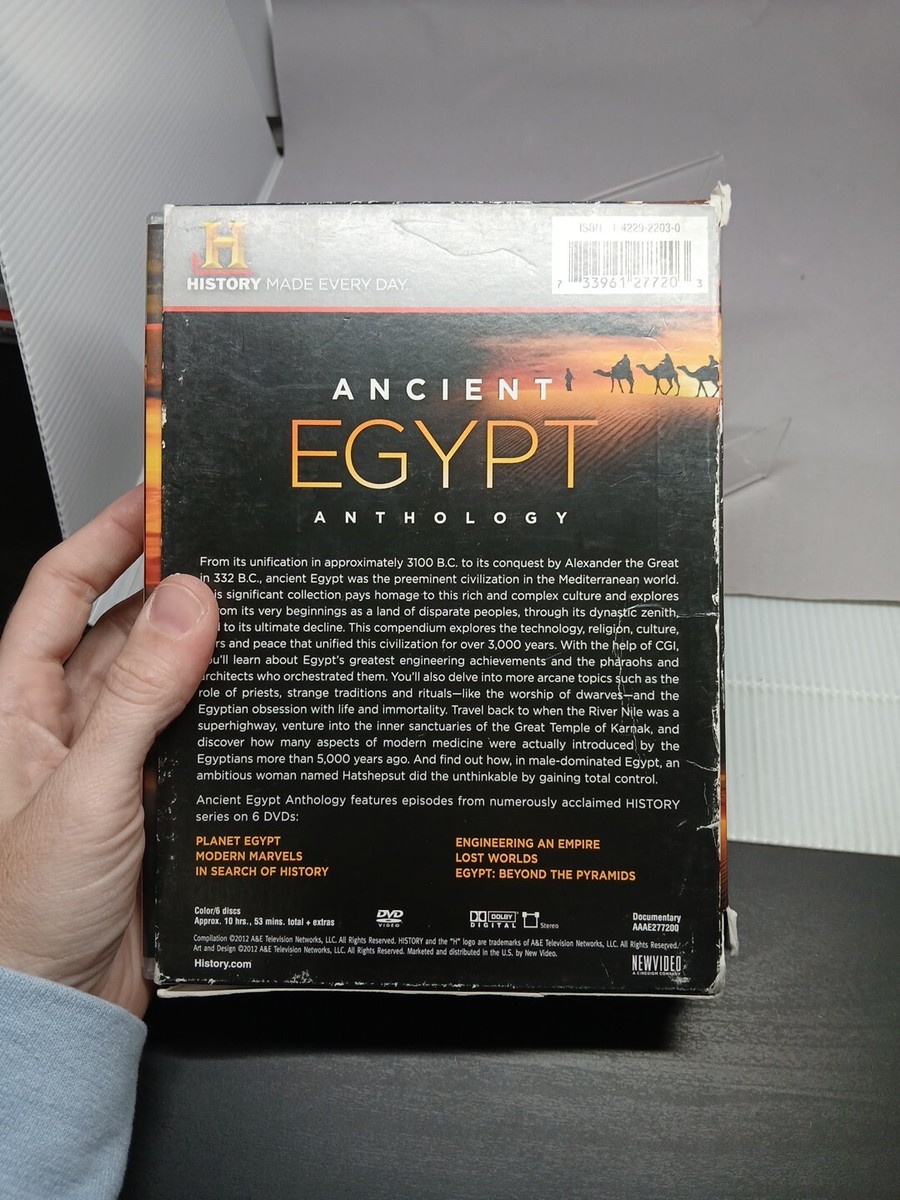 H
HISTORY MADE EVERY DAY.
4229-2203-0
7 33961 27720 3
ANCIENT
EGYPT
ANTHOLOGY
From its unification in approximately 3100 B.C. to its conquest by Alexander the Great
in 332 B.C., ancient Egypt was the preeminent civilization in the Mediterranean world.
significant collection pays homage to this rich and complex culture and explores
its very beginnings as a land of disparate peoples, through its dynastic zenith,
to its ultimate decline. This compendium explores the technology, religion, culture,
and peace that unified this civilization for over 3,000 years. With the help of CGI,
you'll learn about Egypt's greatest engineering achievements and the pharaohs and
architects who orchestrated them. You'll also delve into more arcane topics such as the
role of priests, strange traditions and rituals—like the worship of dwarves—and the
Egyptian obsession with life and immortality. Travel back to when the River Nile was a
superhighway, venture into the inner sanctuaries of the Great Temple of Karnak, and
discover how many aspects of modern medicine were actually introduced by the
Egyptians more than 5,000 years ago. And find out how, in male-dominated Egypt, an
ambitious woman named Hatshepsut did the unthinkable by gaining total control.
Ancient Egypt Anthology features episodes from numerously acclaimed HISTORY
series on 6 DVDs:
PLANET EGYPT
MODERN MARVELS
IN SEARCH OF HISTORY
ENGINEERING AN EMPIRE
LOST WORLDS
EGYPT: BEYOND THE PYRAMIDS
Color/6 discs
Approx. 10 hrs., 53 mins. total + extras
DVD
VIDEO
DOLBY
DIGITAL
Stereo
Documentary
AAAE277200
Compilation ©2012 A&E Television Networks, LLC. All Rights Reserved. HISTORY and the "H" logo are trademarks of A&E Television Networks, LLC. All Rights Reserved.
Art and Design ©2012 A&E Television Networks, LLC. All Rights Reserved. Marketed and distributed in the U.S. by New Video.
History.com
NEWVIDEO
A CINEDIGM COMPANY